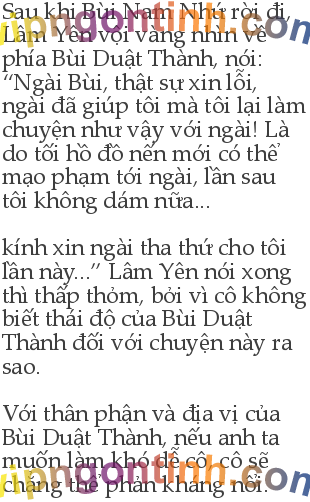 Sau khi Bùi Nam Như rời đi,
Lâm Yên vội vàng nhìn về
phía Bùi Duật Thành, nói:
“Ngài Bùi, thật sự xin lỗi,
ngài đã giúp tôi mà tôi lại làm
chuyện như vậy với ngài! Là
do tôi hồ đồ nên mới có thể
mạo phạm tới ngài, lần sau
tôi không dám nữa...
kính xin ngài tha thứ cho tôi
lần này...” Lâm Yên nói xong
thì thấp thỏm, bởi vì cô không
biết thái độ của Bùi Duật
Thành đối với chuyện này ra
sao.
Với thân phận và địa vị của
Bùi Duật Thành, nếu anh ta
muốn làm khó dễ cô, cô sẽ
chẳng thể phản kháng nổi.
vipngontinh.com
vipngontinh.com